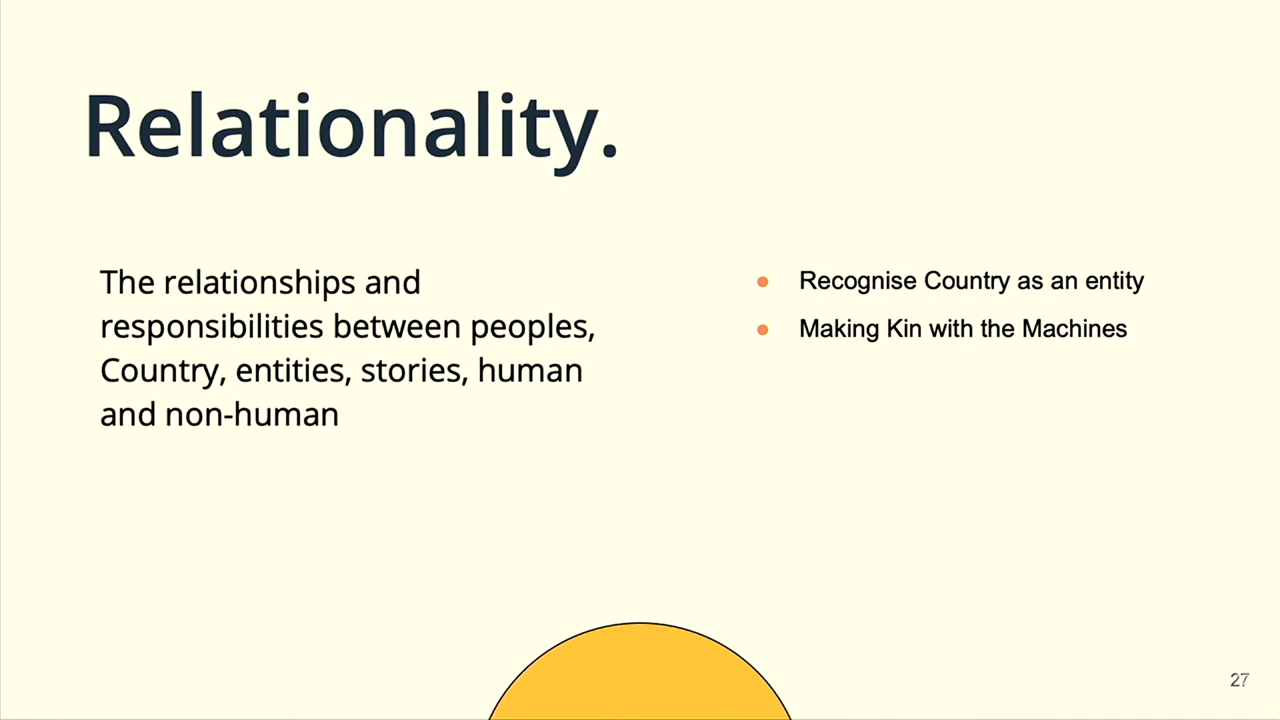 Relationality.
The relationships and
responsibilities between peoples,
Country, entities, stories, human
and non-human
Recognise Country as an entity
Making Kin with the Machines
27